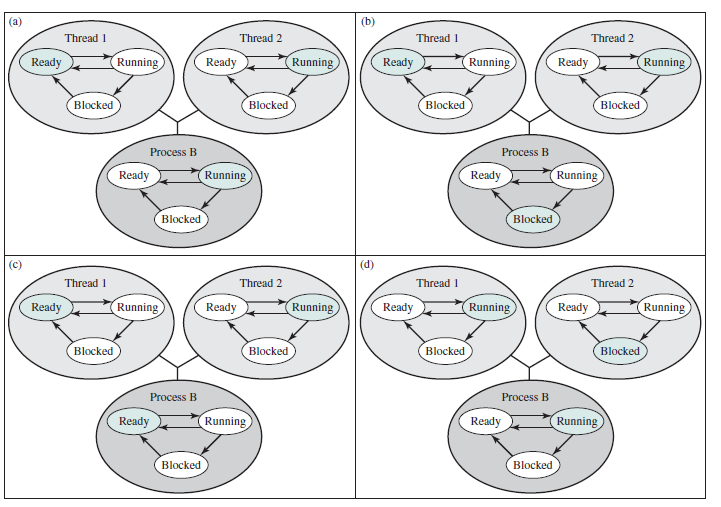 (a)
Thread 1
Thread 2
Ready
Running
Ready
Running
Blocked
Blocked
Process B
Ready
Running
Blocked
(b)
Thread 1
Thread 2
Ready
Running
Ready
Running
Blocked
Blocked
Process B
Ready
Running
Blocked
(c)
Thread 1
Thread 2
Ready
Running
Ready
Running
Blocked
Blocked
Process B
Ready
Running
Blocked
(d)
Thread 1
Thread 2
Ready
Running
Ready
Running
Blocked
Blocked
Process B
Ready
Running
Blocked